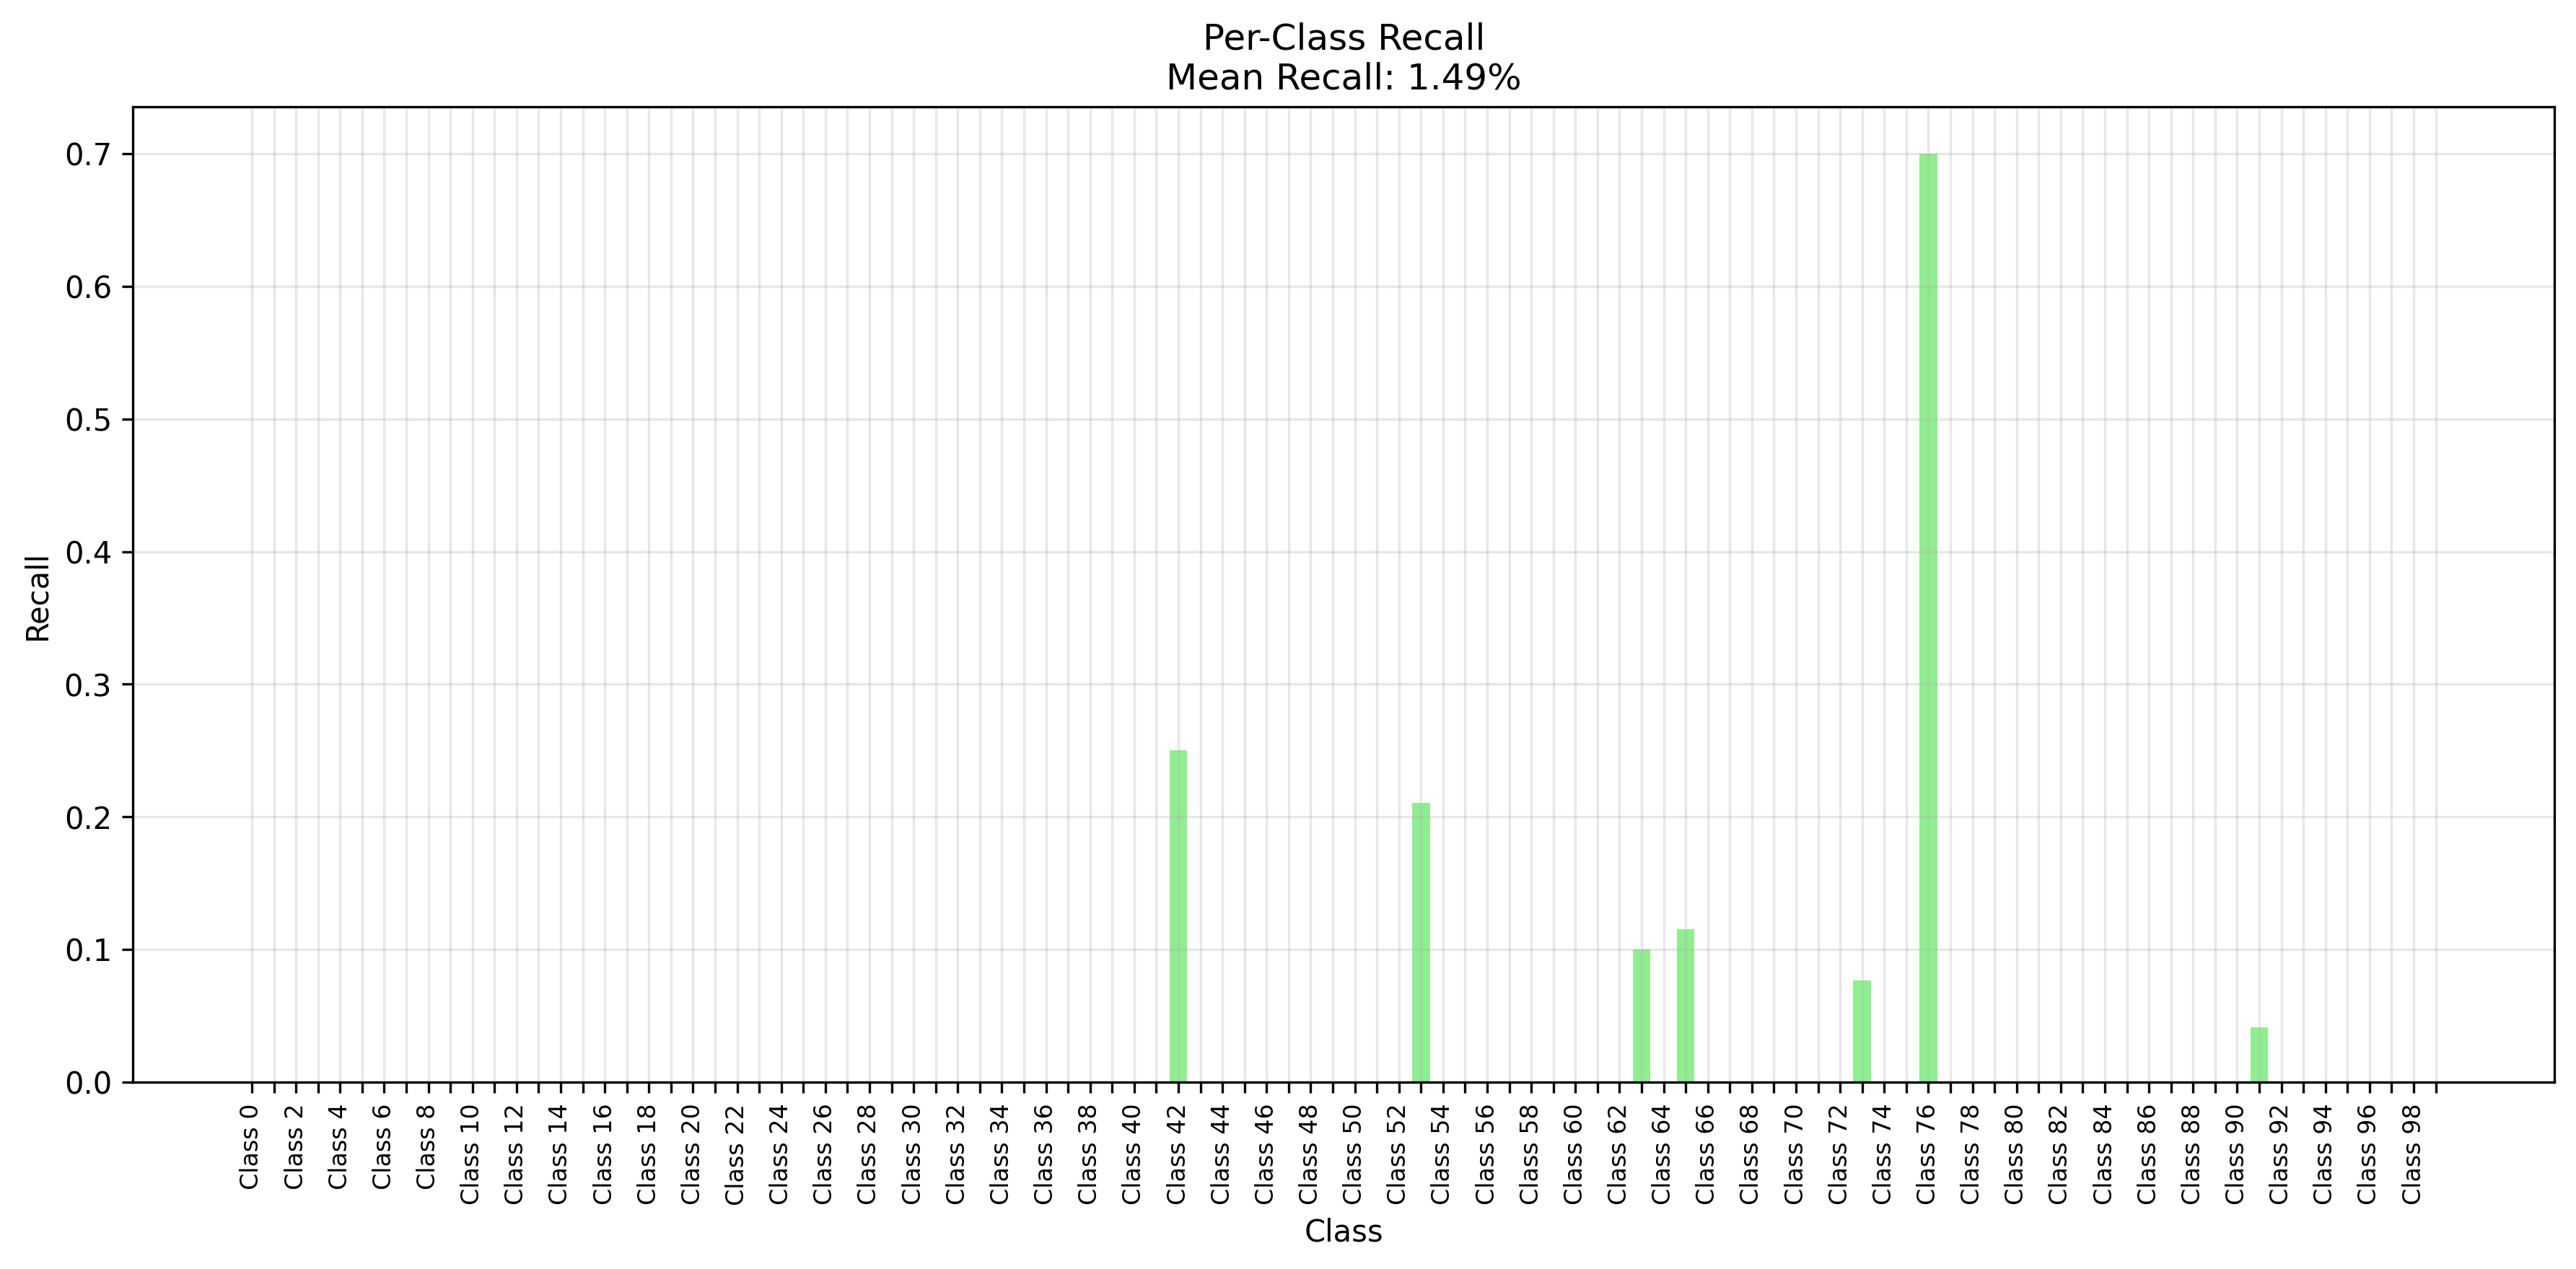 Per-Class Recall
Mean Recall: 1.49%
Recall
0.7
0.6
0.5
0.4
0.3
0.2
0.1
0.0
Class 0
Class 2
Class 4
Class 6
Class 8
Class 10
Class 12
Class 14
Class 16
Class 18
Class 20
Class 22
Class 24
Class 26
Class 28
Class 30
Class 32
Class 34
Class 36
Class 38
Class 40
Class 42
Class 44
Class 46
Class 48
Class 50
Class 52
Class 54
Class 56
Class 58
Class 60
Class 62
Class 64
Class 66
Class 68
Class 70
Class 72
Class 74
Class 76
Class 78
Class 80
Class 82
Class 84
Class 86
Class 88
Class 90
Class 92
Class 94
Class 96
Class 98
Class